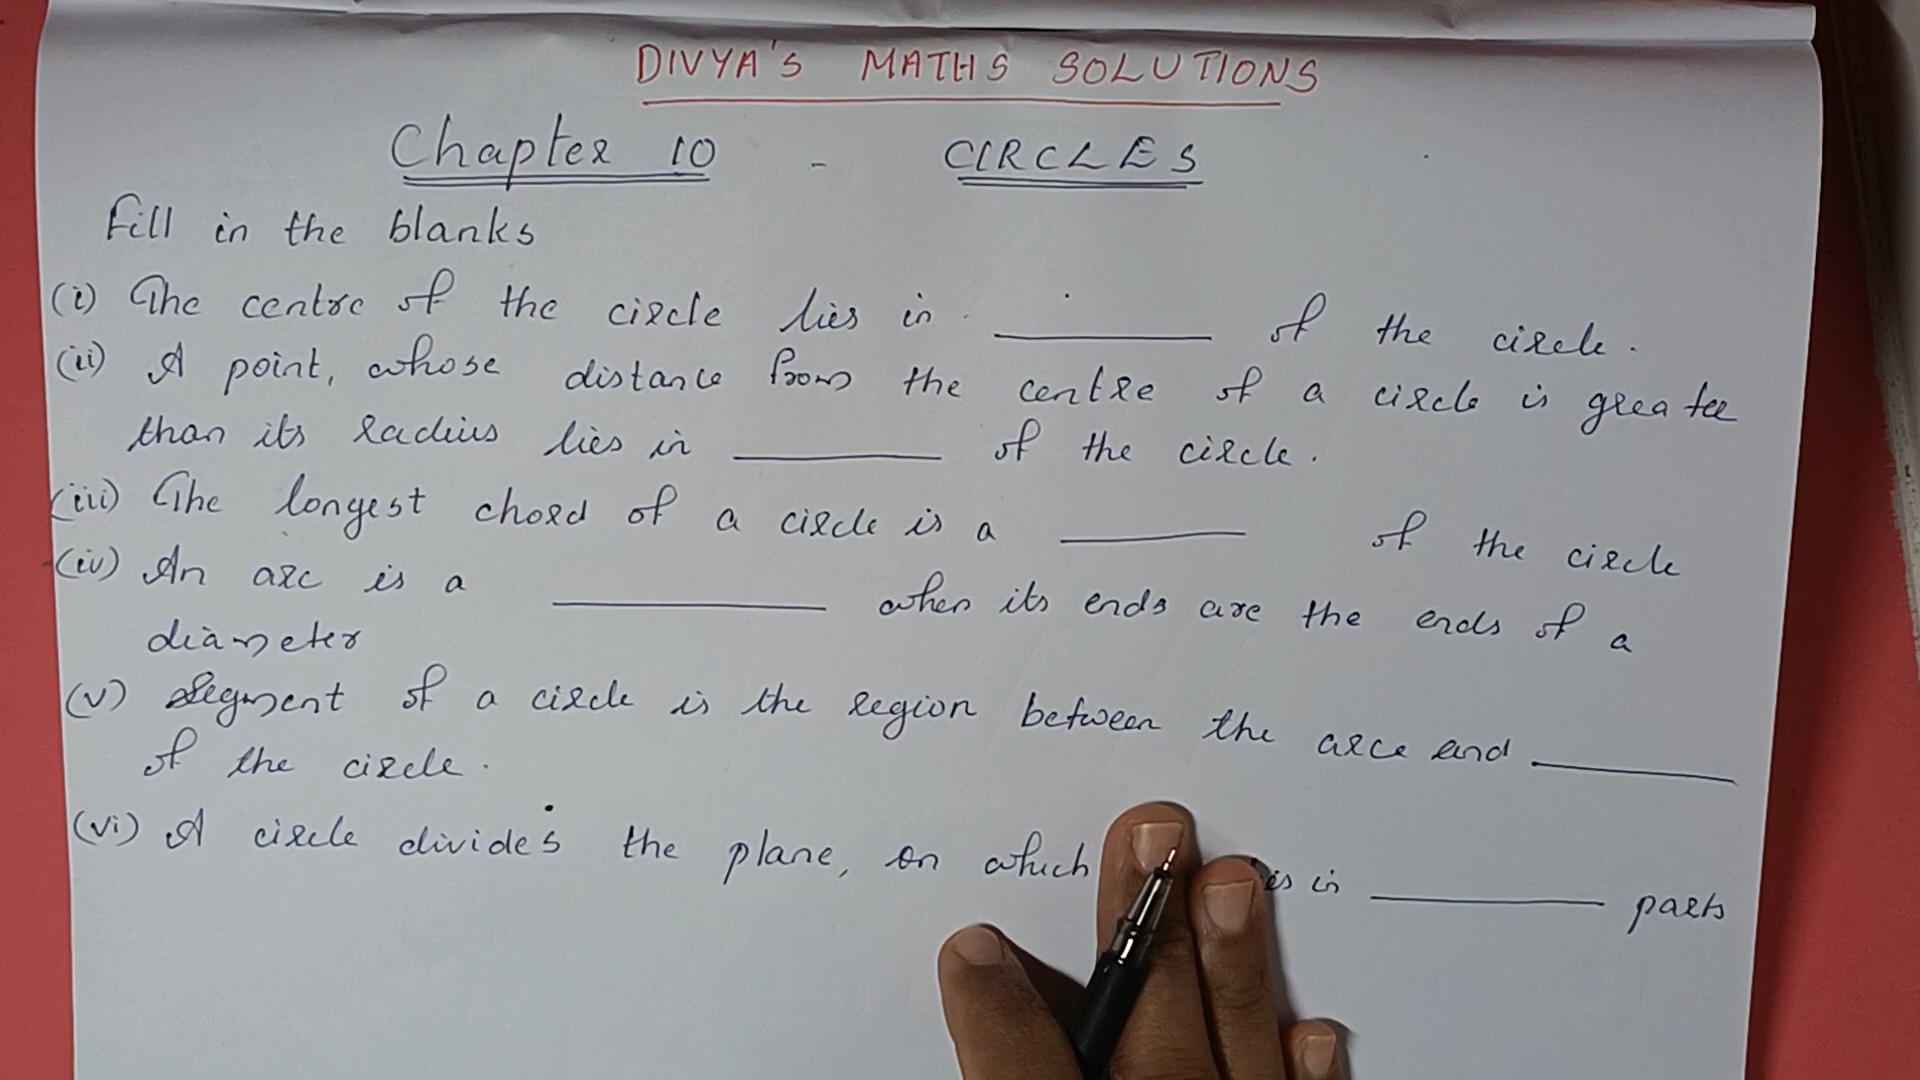 DIVYA'S MATHS SOLUTIONS
Chapter 10 - CIRCLES
Fill in the blanks
(i) The centre of the circle lies in ________ of the circle.
(ii) A point, whose distance from the centre of a circle is greater
than its radius lies in ________ of the circle.
(iii) The longest chord of a circle is a ________ of the circle
(iv) An arc is a ________ when its ends are the ends of a
diameter
(v) Segment of a circle is the region between the arce and ________
of the circle.
(vi) A circle divides the plane, on which is in ________ parts